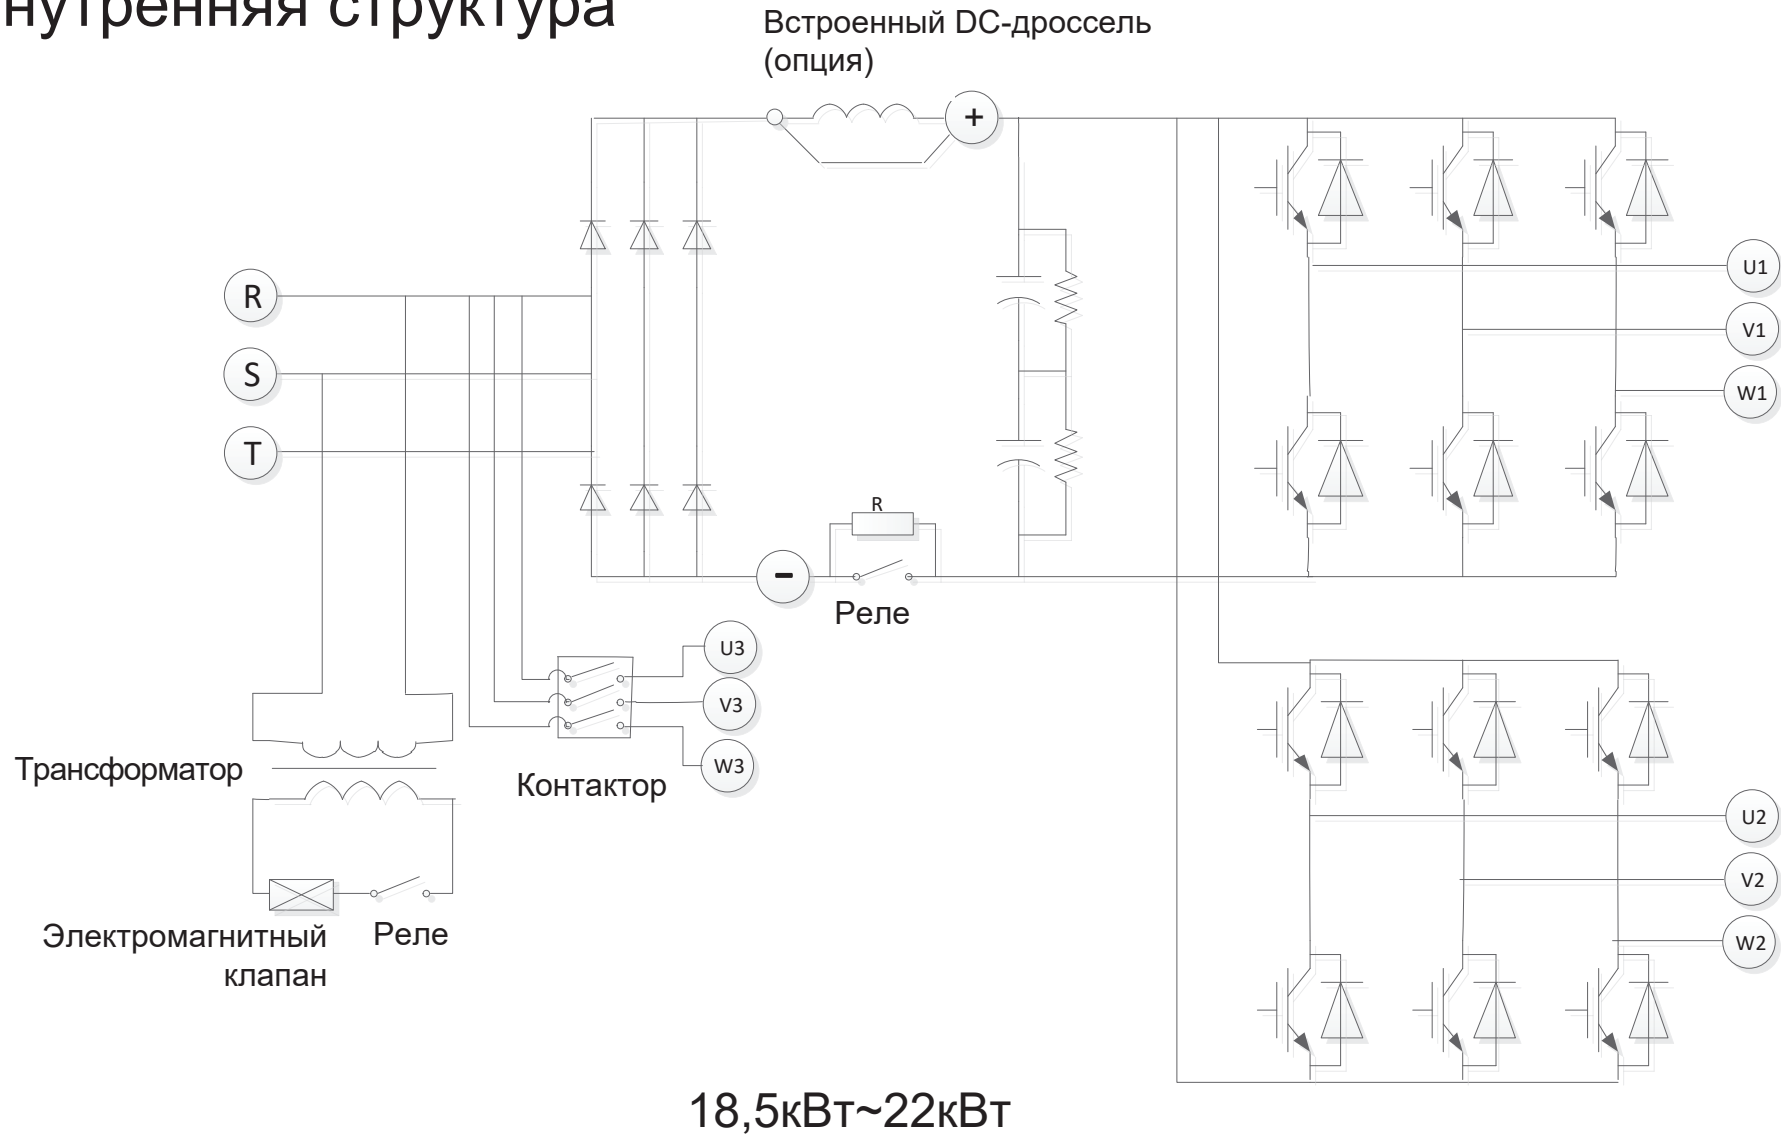 нутренняя структура
Встроенный DC-дроссель
(опция)
+
U1
R
V1
S
W1
T
R
-
Реле
U3
V3
Трансформатор
W3
Контактор
U2
V2
Электромагнитный
клапан
Реле
W2
18,5кВт~22кВт